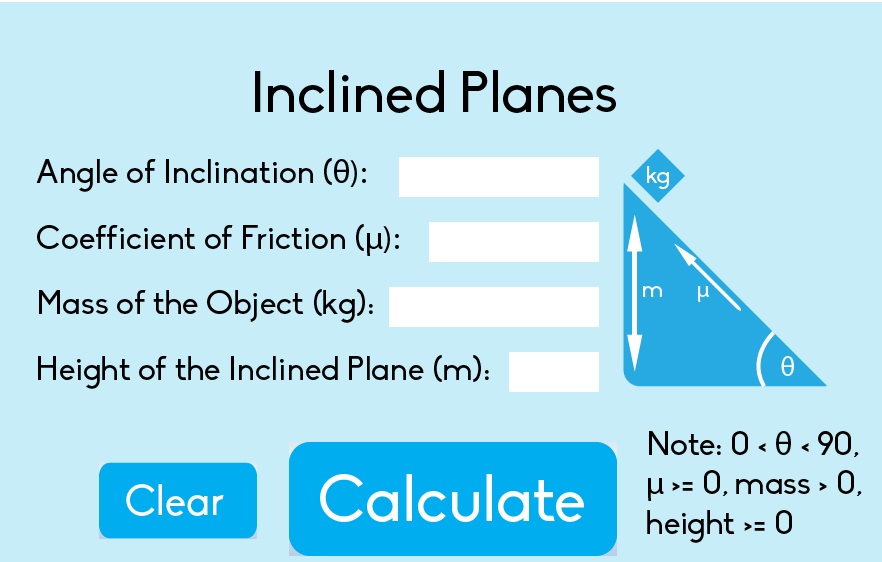 Inclined Planes
Angle of Inclination (θ):
Coefficient of Friction (μ):
Mass of the Object (kg):
Height of the Inclined Plane (m):
kg
m
μ
θ
Clear
Calculate
Note: 0 < θ < 90,
μ >= 0, mass > 0,
height >= 0